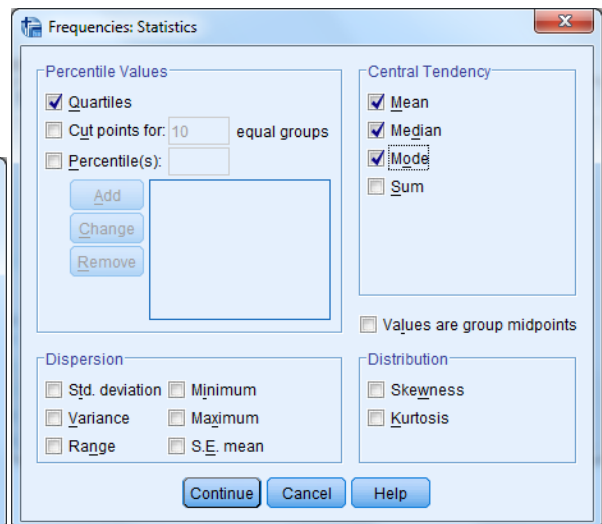 Frequencies: Statistics
Percentile Values
Quartiles
Cut points for: 10 equal groups
Percentile(s):
Add
Change
Remove
Central Tendency
Mean
Median
Mode
Sum
Values are group midpoints
Dispersion
Std. deviation Minimum
Variance Maximum
Range S.E. mean
Distribution
Skewness
Kurtosis
Continue Cancel Help